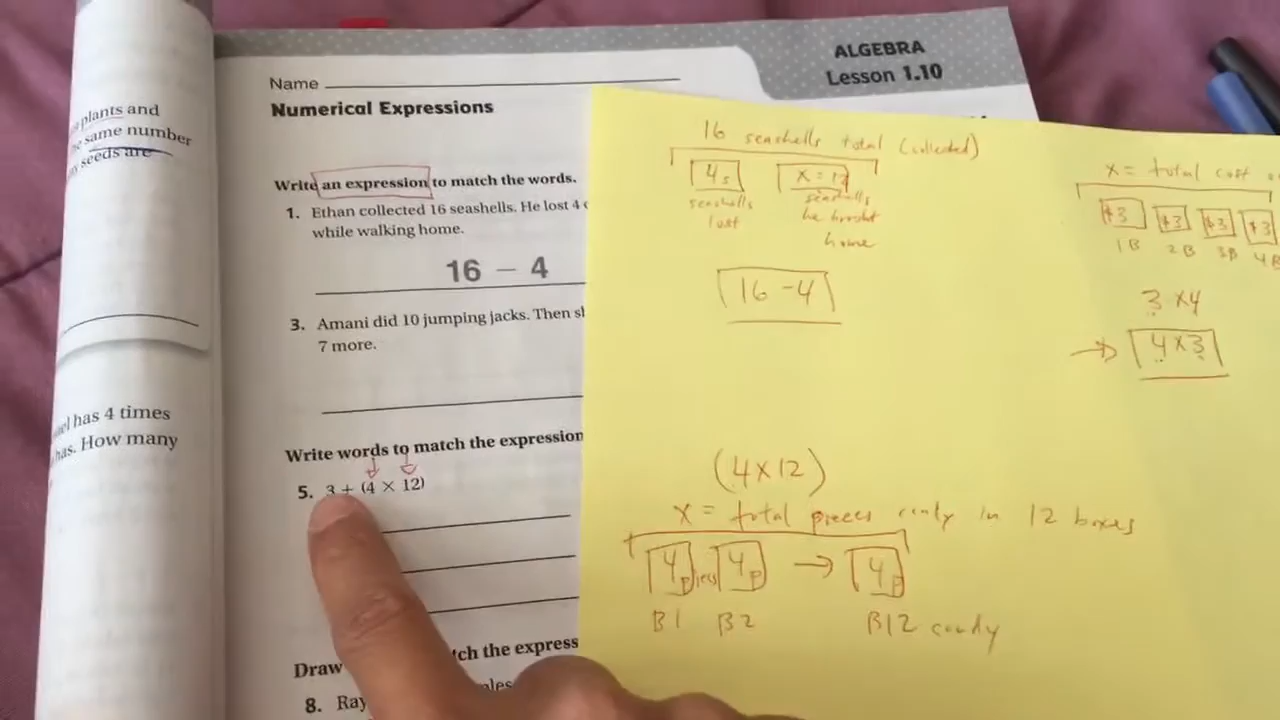 plants and
same number
seeds are
has 4 times
has. How many
ALGEBRA
Lesson 1.10
Name
Numerical Expressions
Write an expression to match the words.
1. Ethan collected 16 seashells. He lost 4
while walking home.
16 – 4
3. Amani did 10 jumping jacks. Then
7 more.
Write words to match the expression
5. 3 + (4 × 12)
Draw
the express
8. Ray
16 seashells total (collected)
4s
seashells
lost
x = 12
seashells
he brought
home
16 - 4
x = total cost
$3 $3 $3 $3
1B 2B 3B 4B
3 x 4
→ 4 x 3
(4 x 12)
x = total pieces candy in 12 boxes
4 pieces 4p → 4p
B1 B2 B12 candy